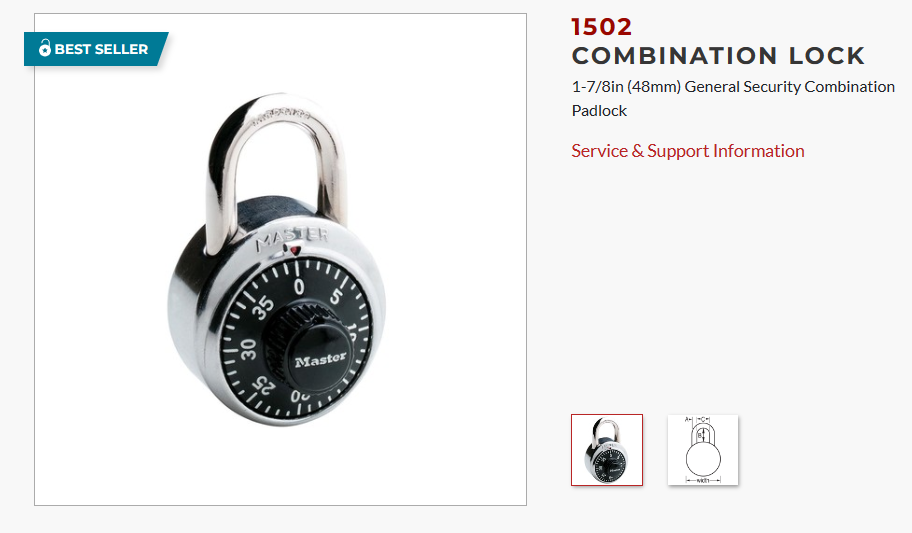 BEST SELLER
MASTER
0
5
10
35
30
25
20
Master
1502
COMBINATION LOCK
1-7/8in (48mm) General Security Combination
Padlock
Service & Support Information
A
C
B
width